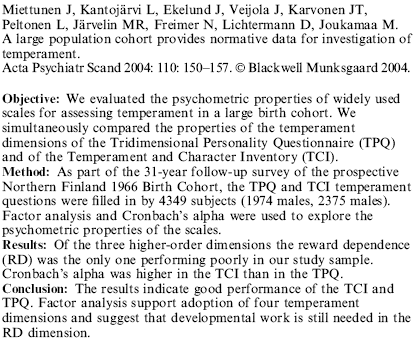 Miettunen J, Kantojärvi L, Ekelund J, Veijola J, Karvonen JT,
Peltonen L, Järvelin MR, Freimer N, Lichtermann D, Joukamaa M.
A large population cohort provides normative data for investigation of
temperament.
Acta Psychiatr Scand 2004: 110: 150–157. © Blackwell Munksgaard 2004.
Objective: We evaluated the psychometric properties of widely used
scales for assessing temperament in a large birth cohort. We
simultaneously compared the properties of the temperament
dimensions of the Tridimensional Personality Questionnaire (TPQ)
and of the Temperament and Character Inventory (TCI).
Method: As part of the 31-year follow-up survey of the prospective
Northern Finland 1966 Birth Cohort, the TPQ and TCI temperament
questions were filled in by 4349 subjects (1974 males, 2375 males).
Factor analysis and Cronbach's alpha were used to explore the
psychometric properties of the scales.
Results: Of the three higher-order dimensions the reward dependence
(RD) was the only one performing poorly in our study sample.
Cronbach's alpha was higher in the TCI than in the TPQ.
Conclusion: The results indicate good performance of the TCI and
TPQ. Factor analysis support adoption of four temperament
dimensions and suggest that developmental work is still needed in the
RD dimension.